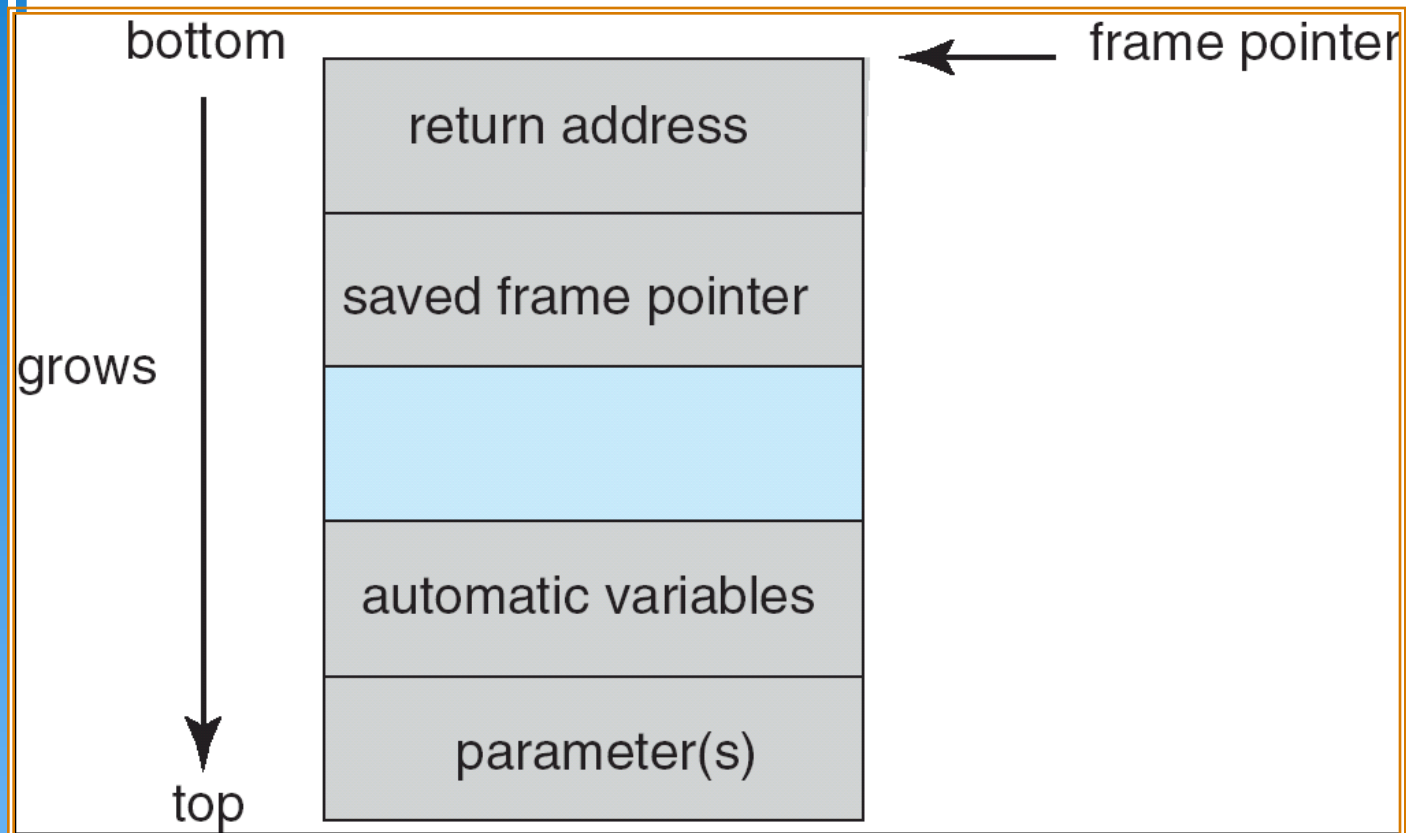 bottom
frame pointer
return address
saved frame pointer
grows
automatic variables
parameter(s)
top